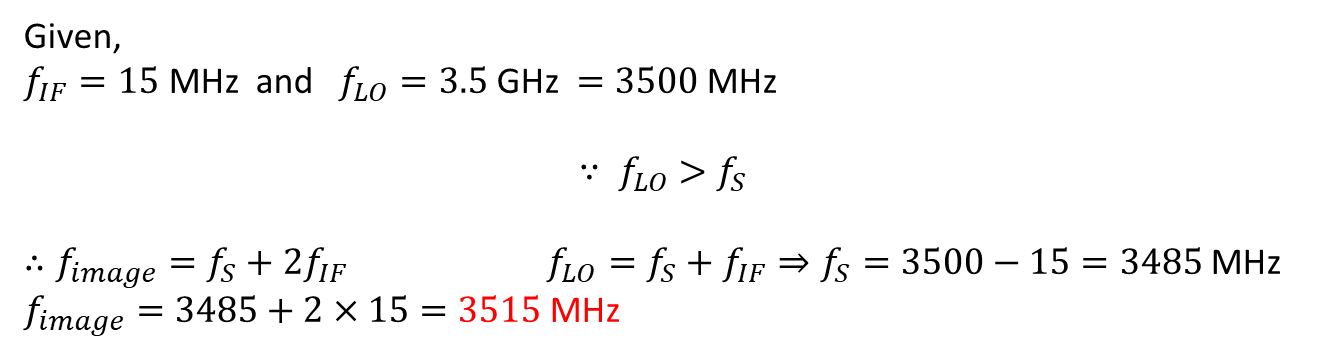 Given,
f_IF = 15 MHz and f_LO = 3.5 GHz = 3500 MHz
∵ f_LO > f_S
∴ f_image = f_S + 2f_IF f_LO = f_S + f_IF ⇒ f_S = 3500 − 15 = 3485 MHz
f_image = 3485 + 2 × 15 = 3515 MHz